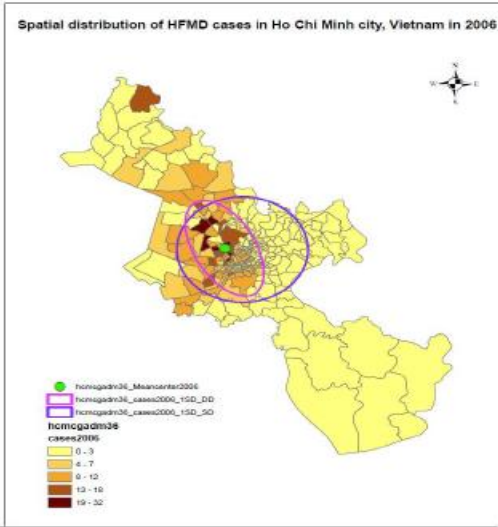 Spatial distribution of HFMD cases in Ho Chi Minh city, Vietnam in 2006
N
W E
S
hcmcgadm36_Meancenter2006
hcmcgadm36_cases2006_1SD_DD
hcmcgadm36_cases2006_1SD_SD
hcmcgadm36
cases2006
0 - 3
4 - 7
8 - 12
13 - 18
19 - 32